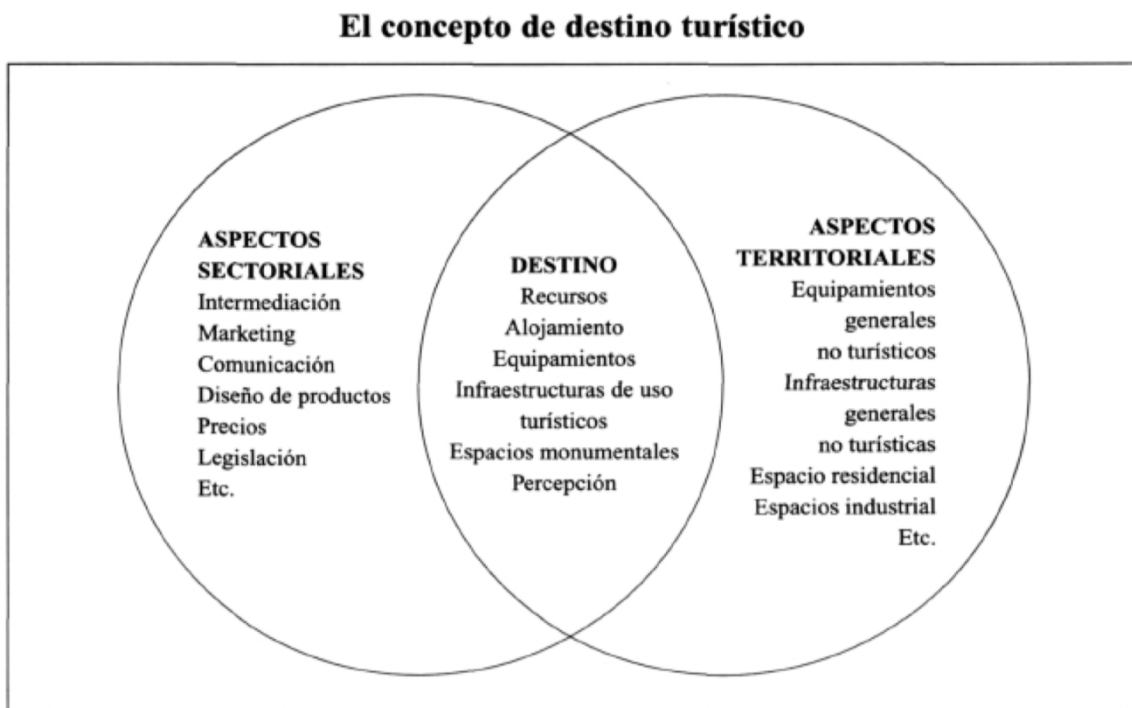 El concepto de destino turístico
ASPECTOS
SECTORIALES
Intermediación
Marketing
Comunicación
Diseño de productos
Precios
Legislación
Etc.
DESTINO
Recursos
Alojamiento
Equipamientos
Infraestructuras de uso
turísticos
Espacios monumentales
Percepción
ASPECTOS
TERRITORIALES
Equipamientos
generales
no turísticos
Infraestructuras
generales
no turísticas
Espacio residencial
Espacios industrial
Etc.